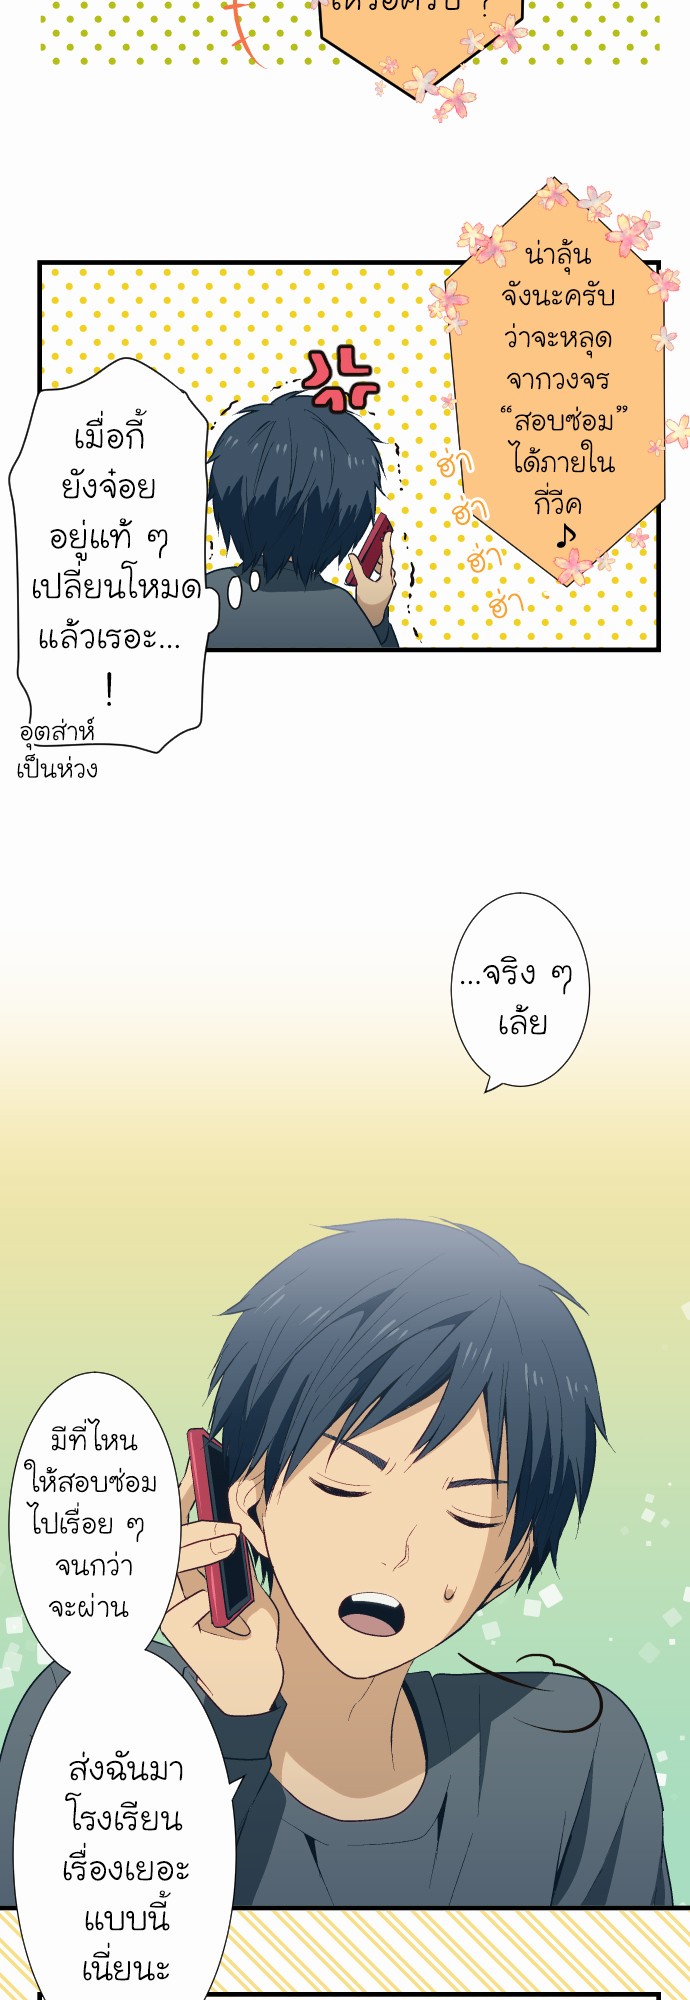 น่าลุ้น
จังนะครับ
ว่าจะหลุด
จากวงจร
“สอบซ่อม”
ได้ภายใน
กี่วีค
♪
ฮ่า
ฮ่า
ฮ่า
ฮ่า
เมื่อกี้
ยังจ๋อย
อยู่แท้ ๆ
เปลี่ยนโหมด
แล้วเรอะ...
!
อุตส่าห์
เป็นห่วง
...จริง ๆ
เล้ย
มีที่ไหน
ให้สอบซ่อม
ไปเรื่อย ๆ
จนกว่า
จะผ่าน
ส่งฉันมา
โรงเรียน
เรื่องเยอะ
แบบนี้
เนี่ยนะ